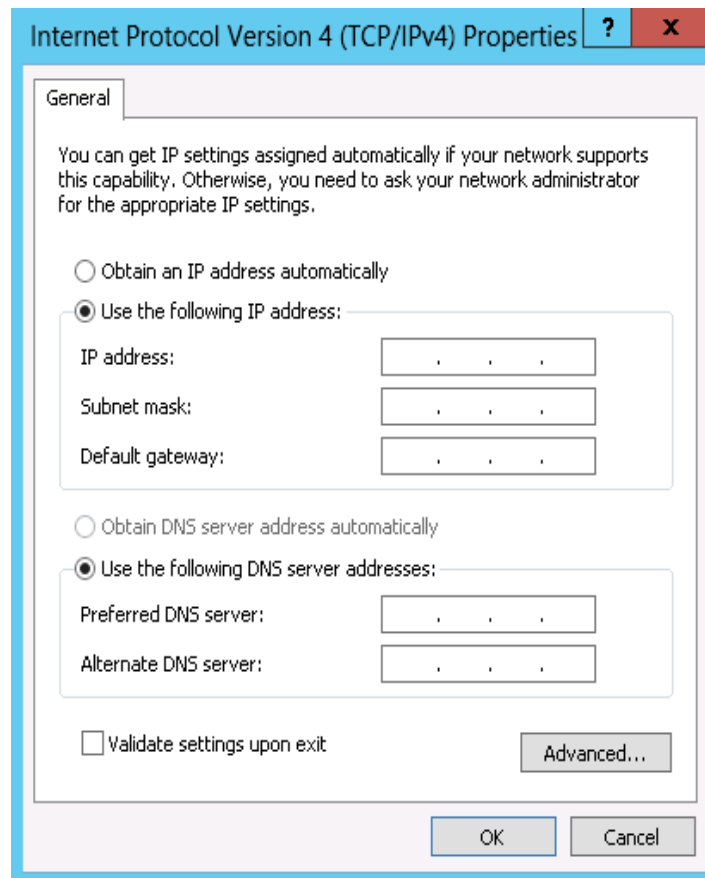 Internet Protocol Version 4 (TCP/IPv4) Properties ? x
General
You can get IP settings assigned automatically if your network supports
this capability. Otherwise, you need to ask your network administrator
for the appropriate IP settings.
Obtain an IP address automatically
Use the following IP address:
IP address: . . .
Subnet mask: . . .
Default gateway: . . .
Obtain DNS server address automatically
Use the following DNS server addresses:
Preferred DNS server: . . .
Alternate DNS server: . . .
Validate settings upon exit
Advanced...
OK Cancel